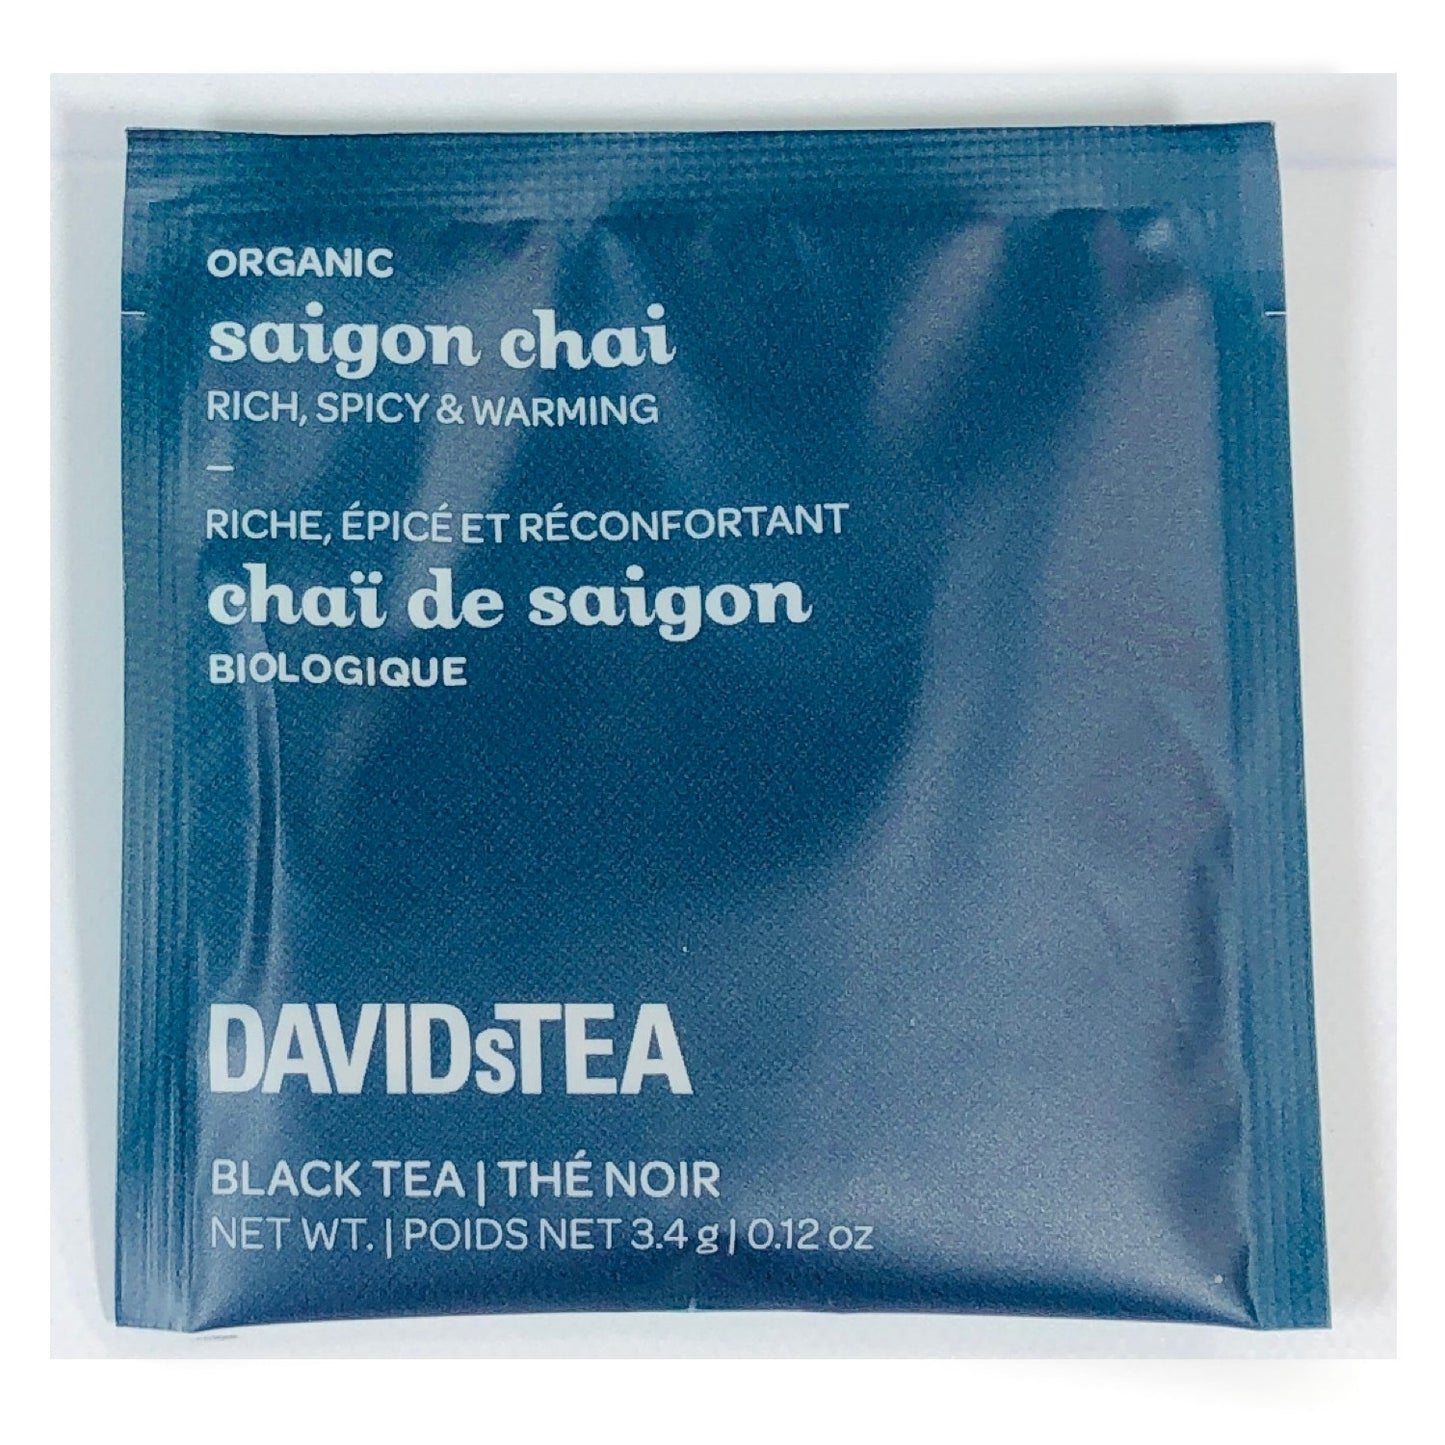 ORGANIC
saigon chai
RICH, SPICY & WARMING
–
RICHE, ÉPICÉ ET RÉCONFORTANT
chaï de saigon
BIOLOGIQUE
DAVIDsTEA
BLACK TEA | THÉ NOIR
NET WT. | POIDS NET 3.4 g | 0.12 oz